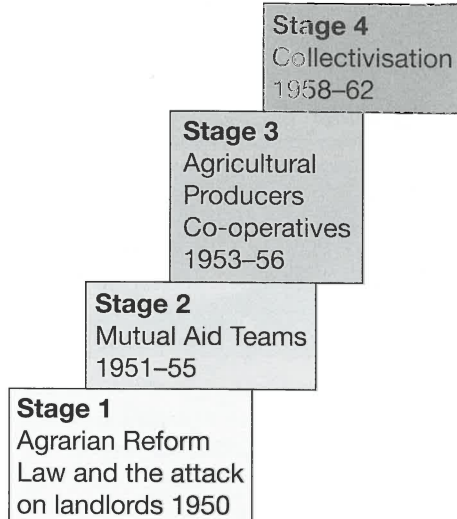 Stage 4
Collectivisation
1958–62
Stage 3
Agricultural
Producers
Co-operatives
1953–56
Stage 2
Mutual Aid Teams
1951–55
Stage 1
Agrarian Reform
Law and the attack
on landlords 1950